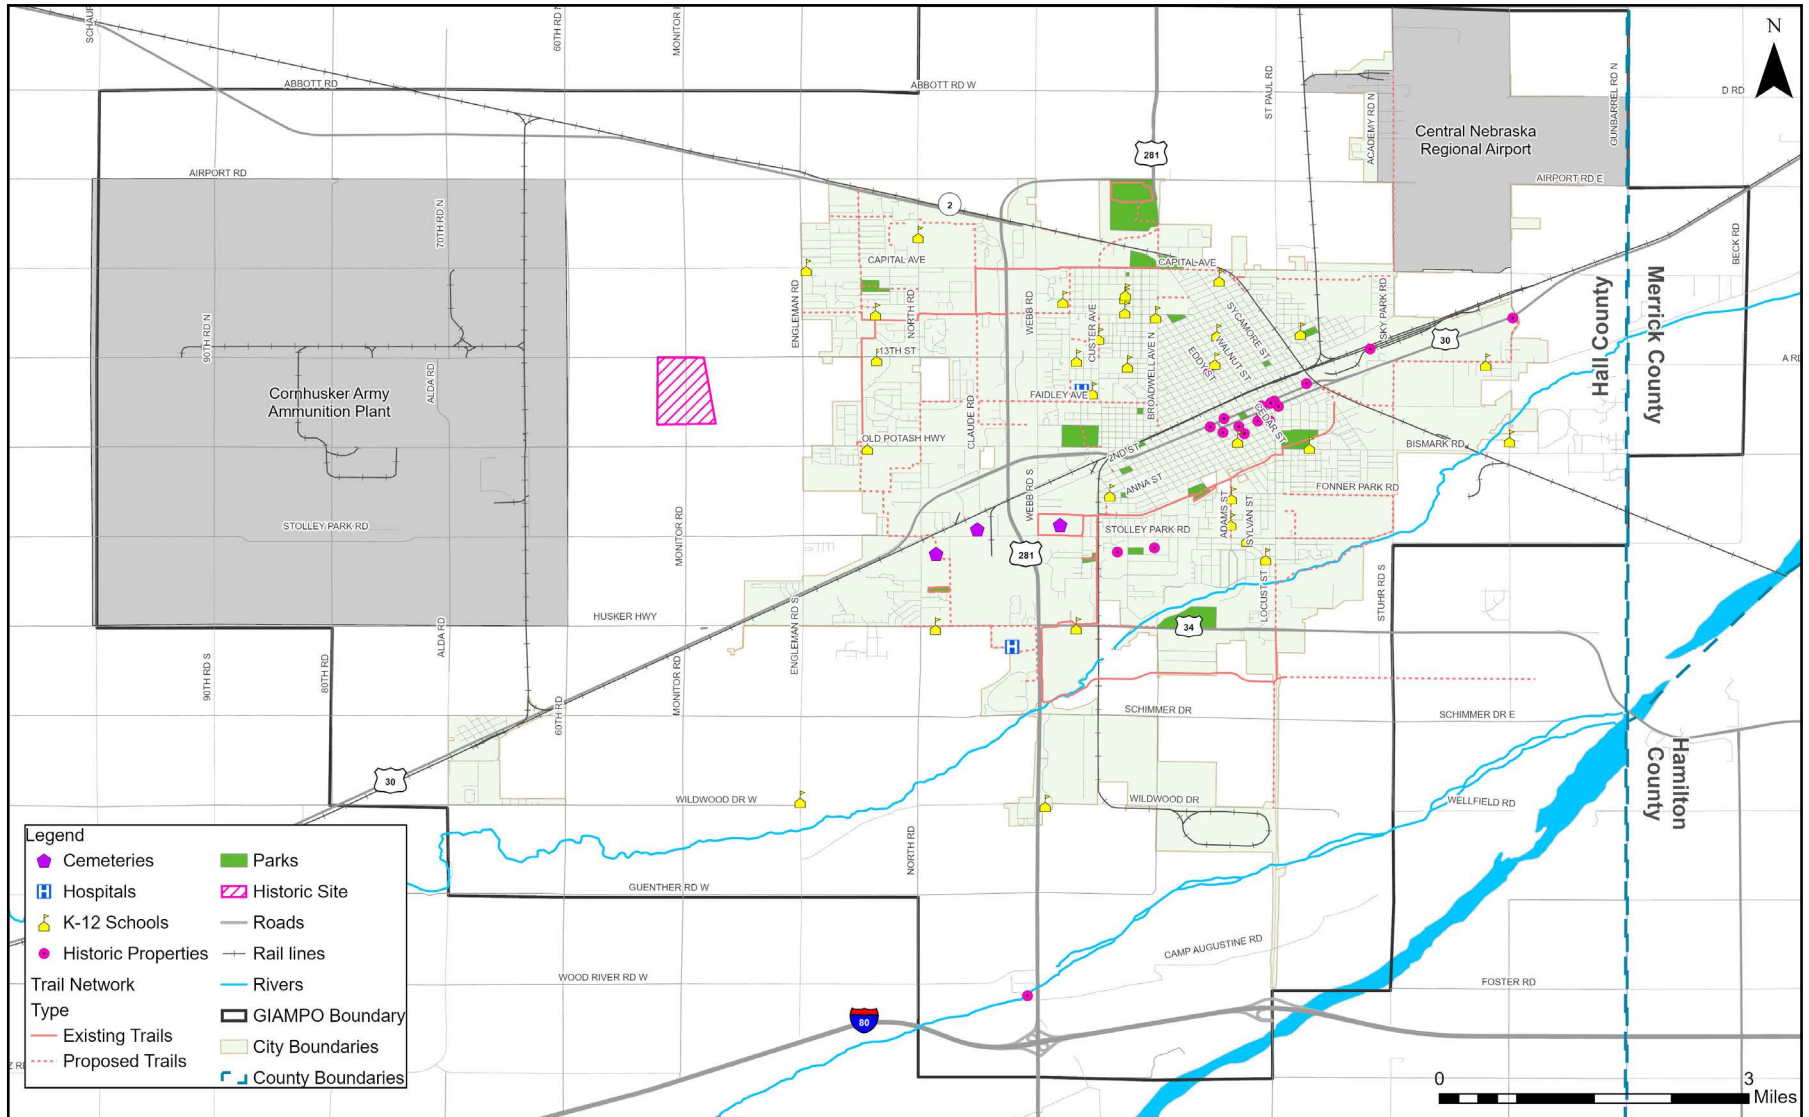 SCHAUP
60TH RD N
MONITOR R
N
ABBOTT RD
ABBOTT RD W
ST PAUL RD
ACADEMY RD N
GUNBARREL RD N
D RD
Central Nebraska
Regional Airport
281
AIRPORT RD
AIRPORT RD E
2
70TH RD N
BECK RD
CAPITAL AVE
CAPITAL AVE
ENGLEMAN RD
NORTH RD
WEBB RD
CUSTER AVE
SYCAMORE ST
SKY PARK RD
Hall County
Merrick County
90TH RD N
30
13TH ST
WALNUT ST
EDDY ST
BROADWELL AVE N
A RD
ALDA RD
Cornhusker Army
Ammunition Plant
H
FAIDLEY AVE
CLAUDE RD
CEDAR ST
OLD POTASH HWY
2ND ST
BISMARK RD
ANNA ST
WEBB RD S
FONNER PARK RD
STOLLEY PARK RD
MONITOR RD
STOLLEY PARK RD
ADAMS ST
SYLVAN ST
281
HUSKER HWY
ENGLEMAN RD S
LOCUST ST
STUHR RD S
34
ALDA RD
H
90TH RD S
80TH RD
MONITOR RD
60TH RD
SCHIMMER DR
SCHIMMER DR E
Hamilton
County
30
WILDWOOD DR W
WILDWOOD DR
WELLFIELD RD
NORTH RD
GUENTHER RD W
CAMP AUGUSTINE RD
WOOD RIVER RD W
FOSTER RD
80
Z RD
Legend
Cemeteries
H Hospitals
K-12 Schools
Historic Properties
Trail Network
Type
Existing Trails
Proposed Trails
Parks
Historic Site
Roads
Rail lines
Rivers
GIAMPO Boundary
City Boundaries
County Boundaries
0 3
Miles